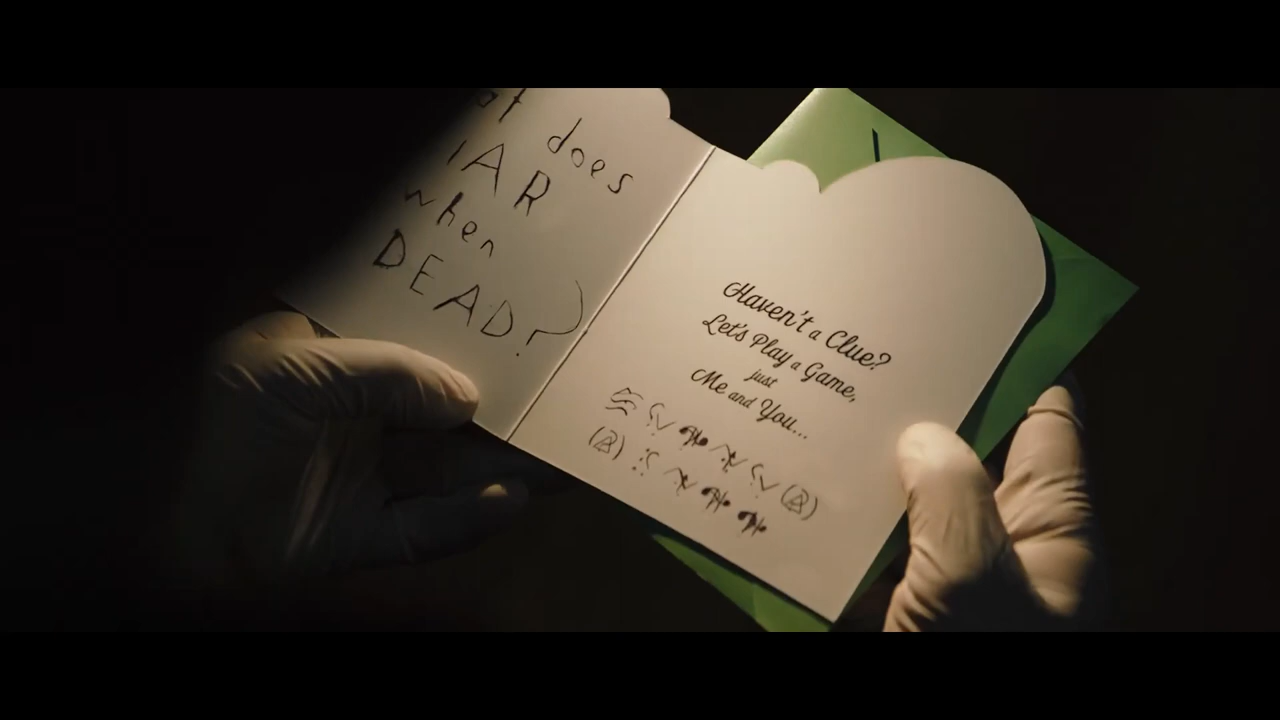 does
IAR
when
DEAD?
Haven't a Clue?
Let's Play a Game,
just
Me and You...